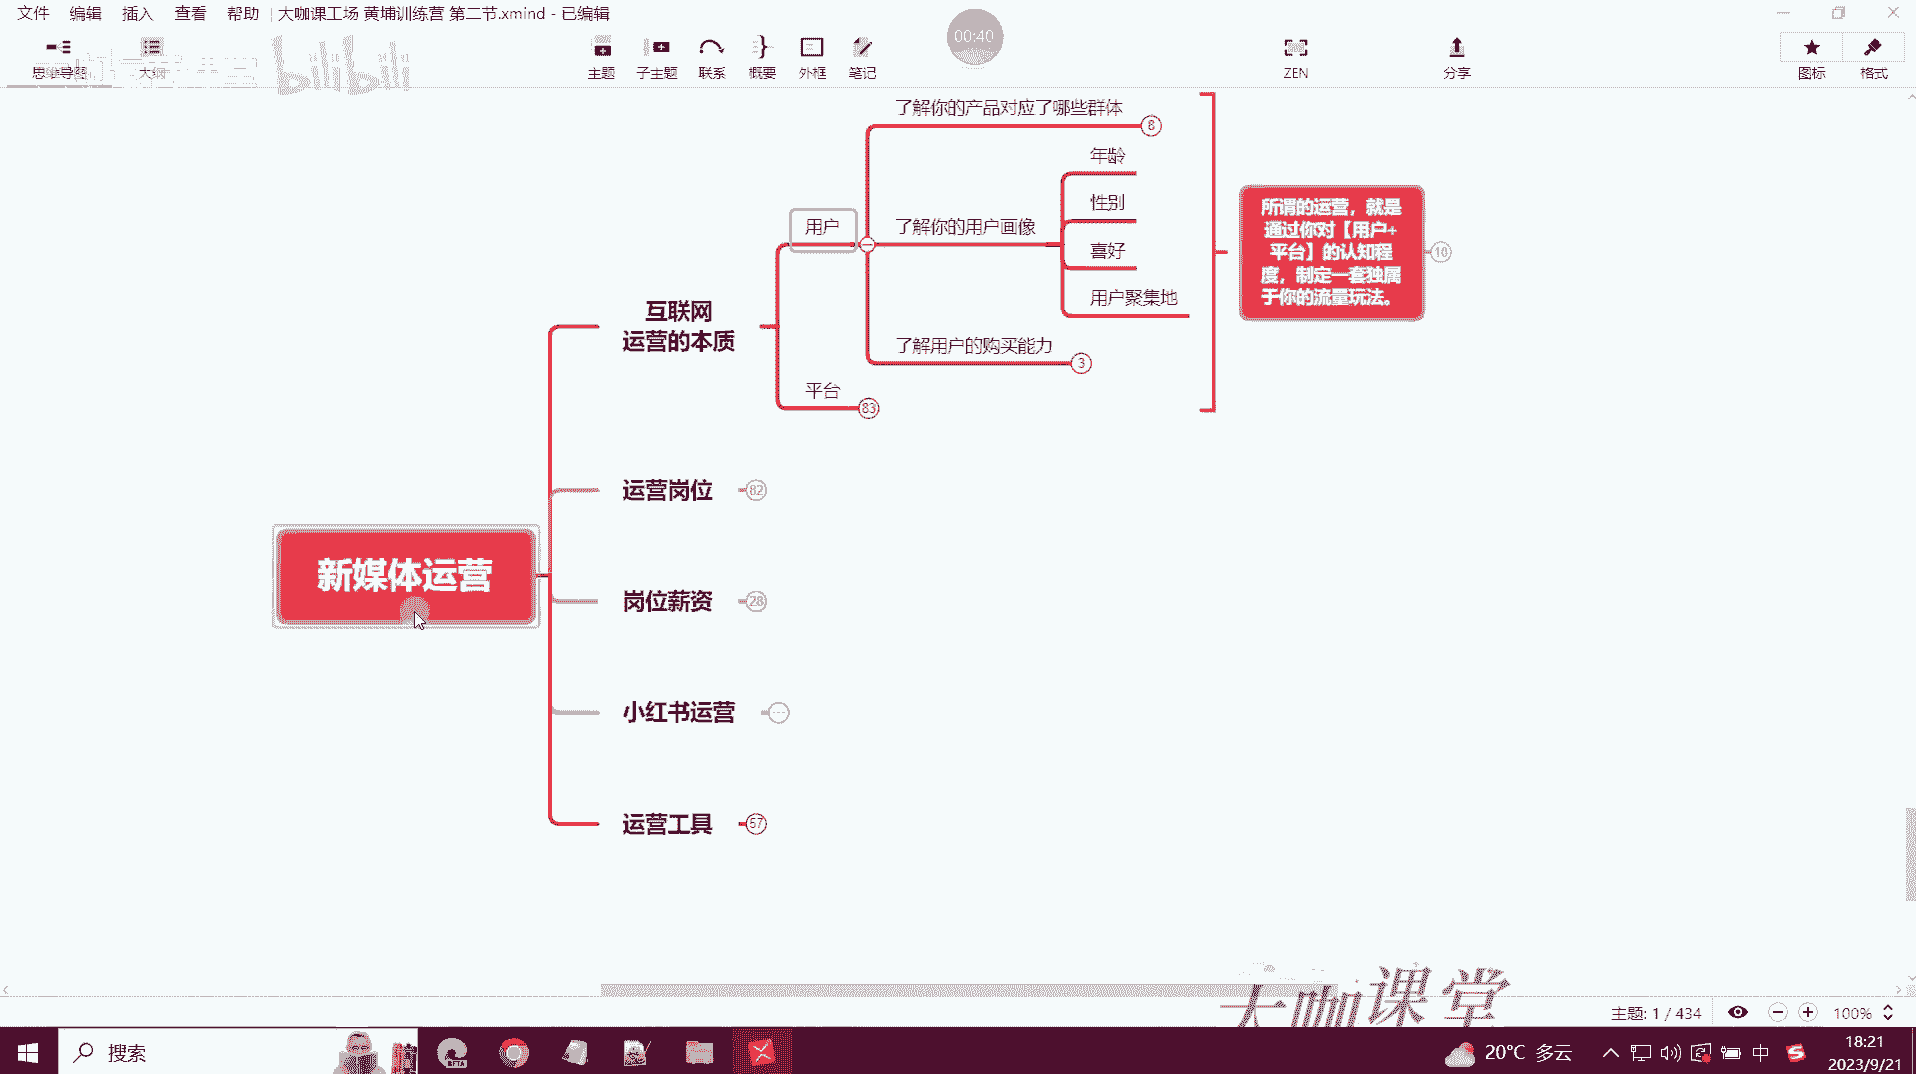 文件 编辑 插入 查看 帮助 大咖课工场 黄埔训练营 第二节.xmind - 已编辑
00:40
思维导图 大纲 主题 子主题 联系 概要 外框 笔记 ZEN 分享 图标 格式
bilibili
了解你的产品对应了哪些群体 8
年龄
性别
用户 了解你的用户画像
喜好
用户聚集地
了解用户的购买能力 3
所谓的运营，就是
通过你对【用户+
平台】的认知程
度，制定一套独属
于你的流量玩法。
10
互联网
运营的本质
平台 83
运营岗位 82
新媒体运营
岗位薪资 28
小红书运营
运营工具 57
大咖课堂
主题: 1 / 434 100%
搜索
BETA
20°C 多云 中
18:21
2023/9/21